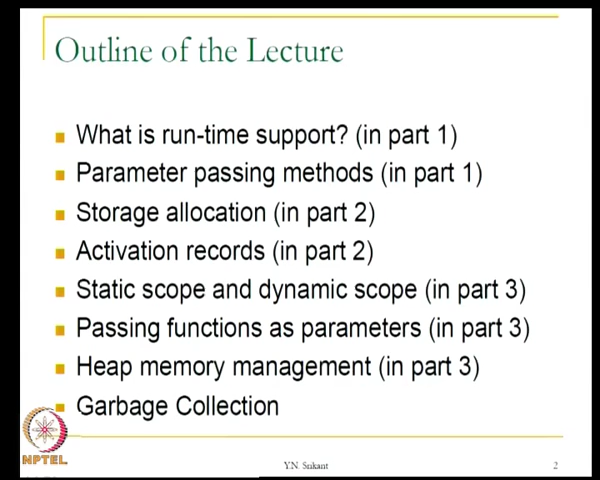 Outline of the Lecture
What is run-time support? (in part 1)
Parameter passing methods (in part 1)
Storage allocation (in part 2)
Activation records (in part 2)
Static scope and dynamic scope (in part 3)
Passing functions as parameters (in part 3)
Heap memory management (in part 3)
Garbage Collection
NPTEL
Y.N. Srikant
2